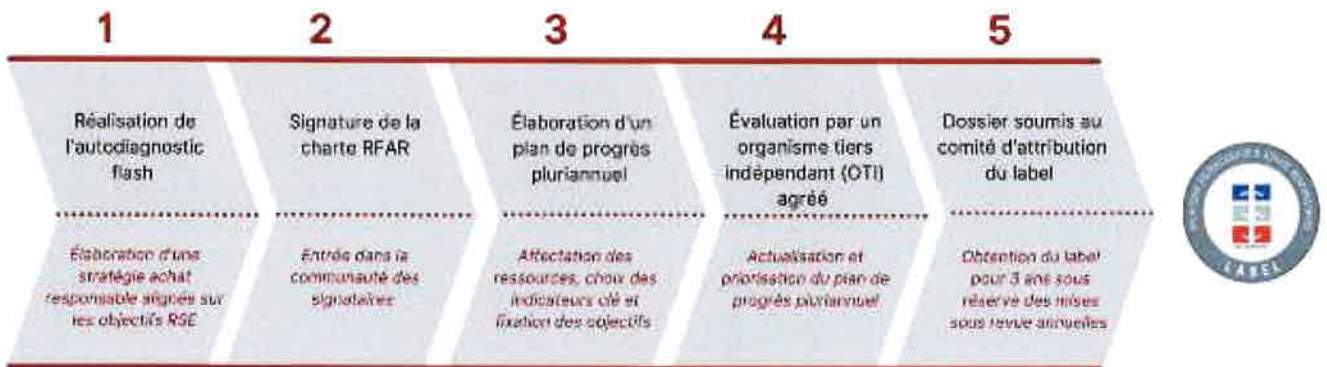 1
Réalisation de
l'autodiagnostic
flash
Élaboration d'une
stratégie achat
responsable alignée sur
les objectifs RSE
2
Signature de la
charte RFAR
Entrée dans la
communauté des
signataires
3
Élaboration d'un
plan de progrès
pluriannuel
Affectation des
ressources, choix des
indicateurs clé et
fixation des objectifs
4
Évaluation par un
organisme tiers
indépendant (OTI)
agréé
Actualisation et
priorisation du plan de
progrès pluriannuel
5
Dossier soumis au
comité d'attribution
du label
Obtention du label
pour 3 ans sous
réserve des mises
sous revue annuelles
LABEL